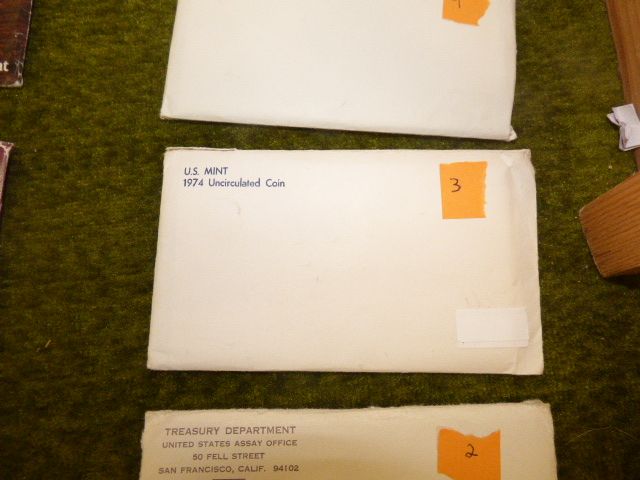 U.S. MINT
1974 Uncirculated Coin
3
TREASURY DEPARTMENT
UNITED STATES ASSAY OFFICE
50 FELL STREET
SAN FRANCISCO, CALIF. 94102
2